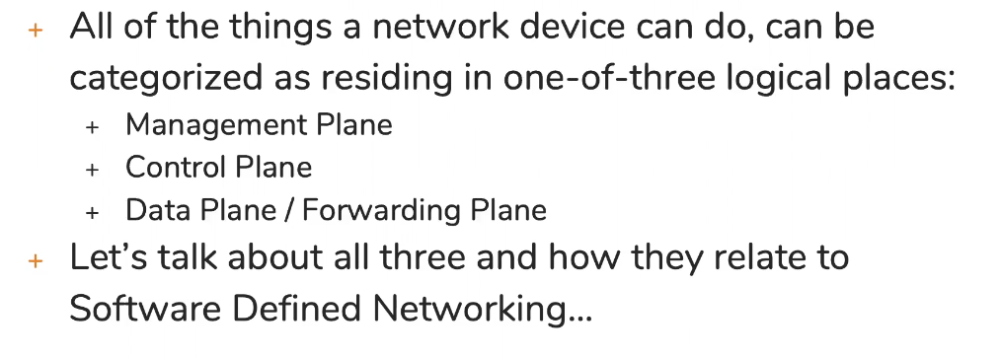 + All of the things a network device can do, can be
categorized as residing in one-of-three logical places:
+ Management Plane
+ Control Plane
+ Data Plane / Forwarding Plane
+ Let’s talk about all three and how they relate to
Software Defined Networking...